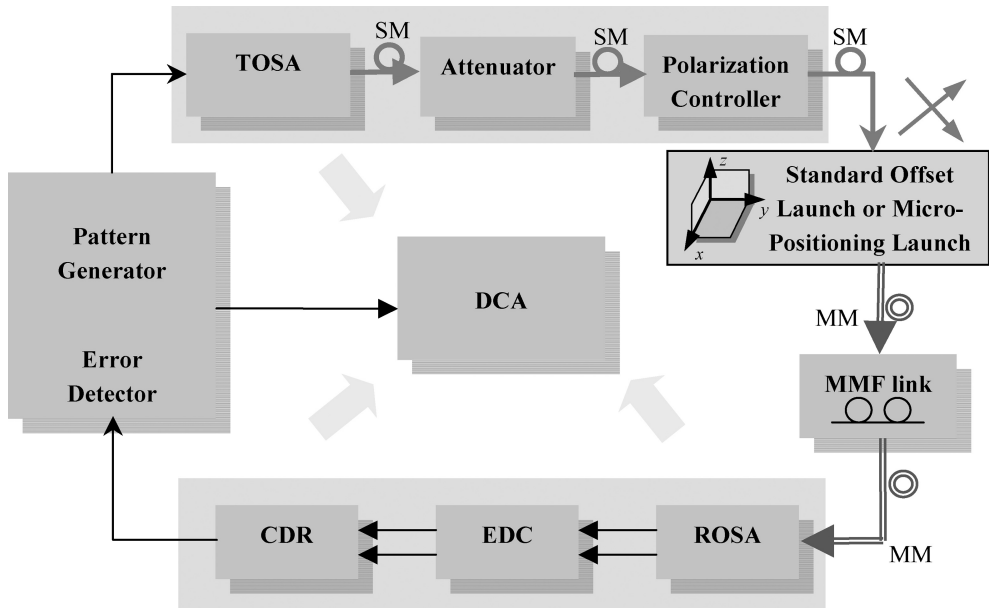 SM
SM
SM
TOSA
Attenuator
Polarization
Controller
Standard Offset
Launch or Micro-
Positioning Launch
z
y
x
Pattern
Generator
DCA
Error
Detector
MM
MMF link
CDR
EDC
ROSA
MM